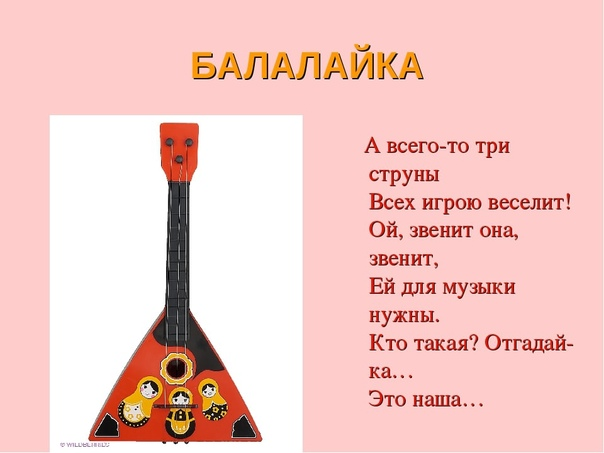 БАЛАЛАЙКА
А всего-то три
струны
Всех игрою веселит!
Ой, звенит она,
звенит,
Ей для музыки
нужны.
Кто такая? Отгадай-
ка…
Это наша…
© WILDBERRIES